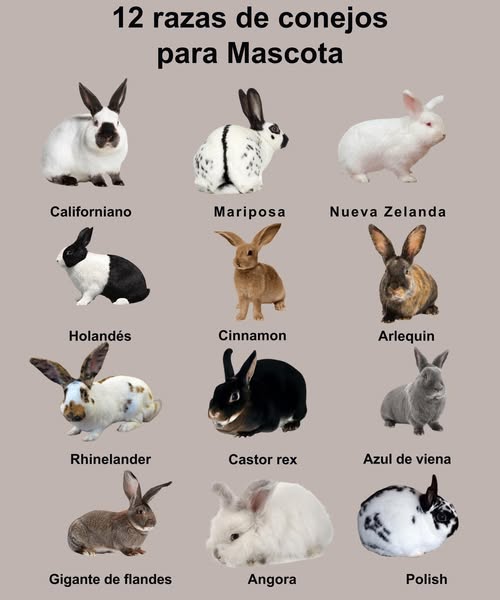 12 razas de conejos
para Mascota
Californiano
Mariposa
Nueva Zelanda
Holandés
Cinnamon
Arlequin
Rhinelander
Castor rex
Azul de viena
Gigante de flandes
Angora
Polish